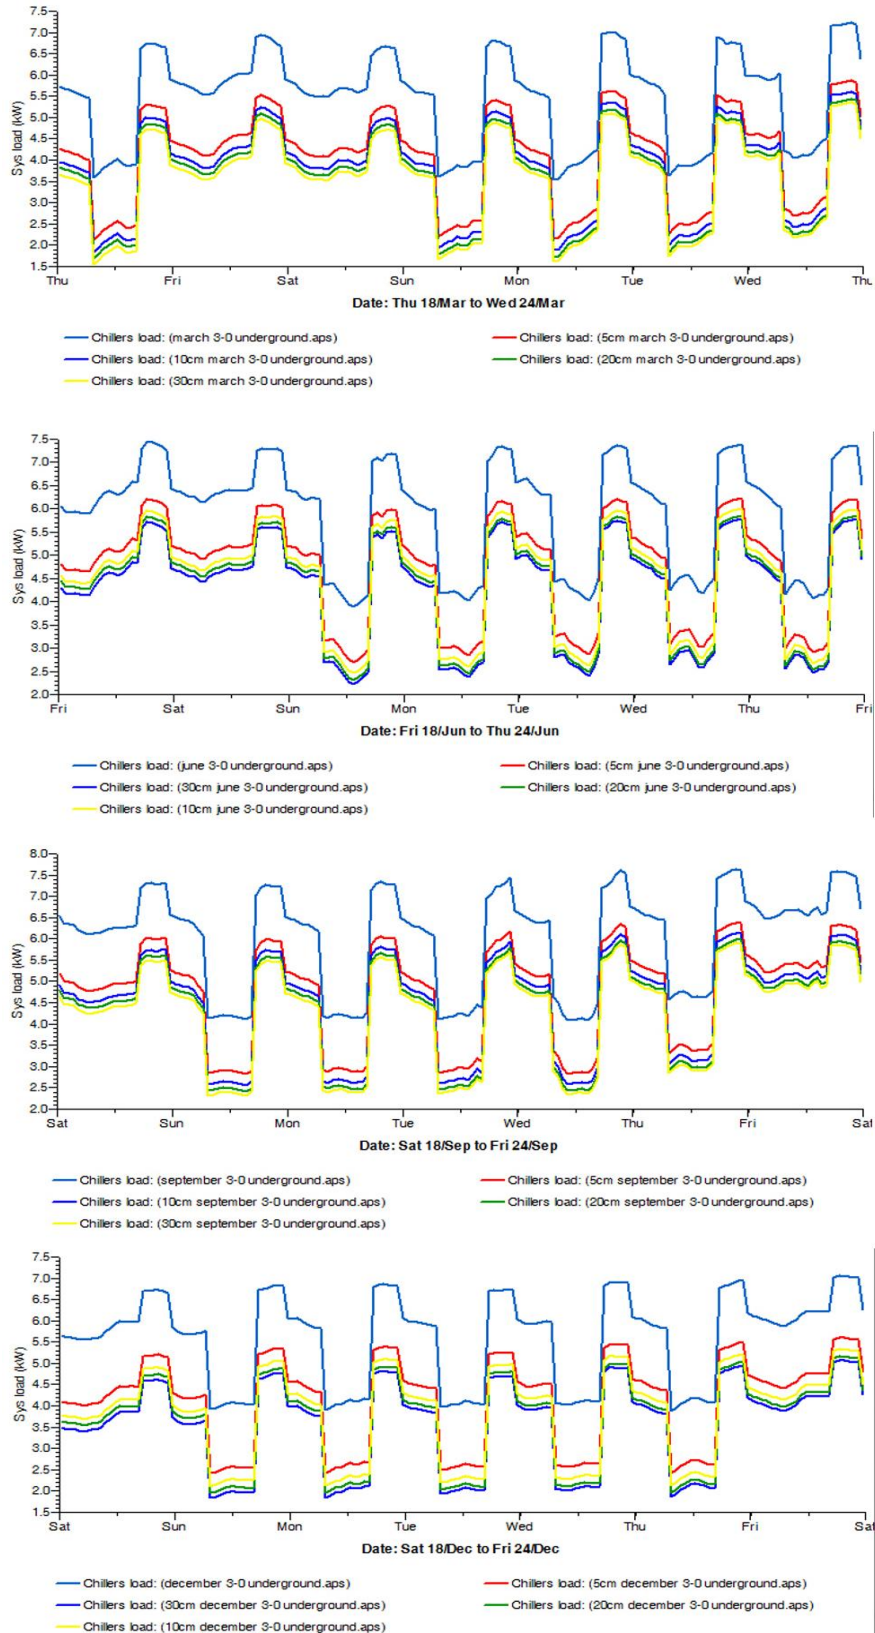 7.5
7.0
6.5
6.0
5.5
5.0
4.5
4.0
3.5
3.0
2.5
2.0
1.5
Sys load (kW)
Thu Fri Sat Sun Mon Tue Wed Thu
Date: Thu 18/Mar to Wed 24/Mar
Chillers load: (march 3-0 underground.aps) Chillers load: (5cm march 3-0 underground.aps)
Chillers load: (10cm march 3-0 underground.aps) Chillers load: (20cm march 3-0 underground.aps)
Chillers load: (30cm march 3-0 underground.aps)
7.5
7.0
6.5
6.0
5.5
5.0
4.5
4.0
3.5
3.0
2.5
2.0
Sys load (kW)
Fri Sat Sun Mon Tue Wed Thu Fri
Date: Fri 18/Jun to Thu 24/Jun
Chillers load: (june 3-0 underground.aps) Chillers load: (5cm june 3-0 underground.aps)
Chillers load: (30cm june 3-0 underground.aps) Chillers load: (20cm june 3-0 underground.aps)
Chillers load: (10cm june 3-0 underground.aps)
8.0
7.5
7.0
6.5
6.0
5.5
5.0
4.5
4.0
3.5
3.0
2.5
2.0
Sys load (kW)
Sat Sun Mon Tue Wed Thu Fri Sat
Date: Sat 18/Sep to Fri 24/Sep
Chillers load: (september 3-0 underground.aps) Chillers load: (5cm september 3-0 underground.aps)
Chillers load: (10cm september 3-0 underground.aps) Chillers load: (20cm september 3-0 underground.aps)
Chillers load: (30cm september 3-0 underground.aps)
7.5
7.0
6.5
6.0
5.5
5.0
4.5
4.0
3.5
3.0
2.5
2.0
1.5
Sys load (kW)
Sat Sun Mon Tue Wed Thu Fri Sat
Date: Sat 18/Dec to Fri 24/Dec
Chillers load: (december 3-0 underground.aps) Chillers load: (5cm december 3-0 underground.aps)
Chillers load: (30cm december 3-0 underground.aps) Chillers load: (20cm december 3-0 underground.aps)
Chillers load: (10cm december 3-0 underground.aps)